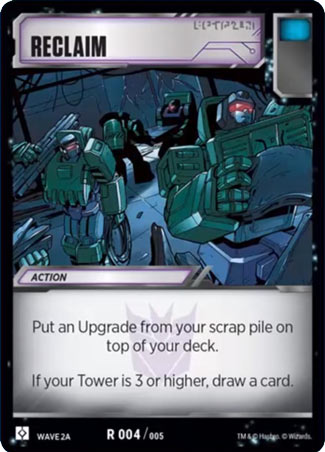 RECLAIM
ACTION
Put an Upgrade from your scrap pile on
top of your deck.
If your Tower is 3 or higher, draw a card.
WAVE 2A
R 004/005
TM & © Hasbro. © Wizards.